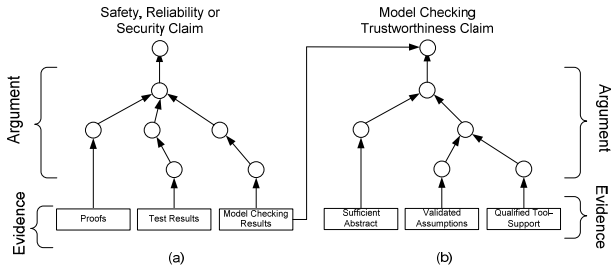 Safety, Reliability or
Security Claim
Model Checking
Trustworthiness Claim
Argument
Argument
Evidence
Proofs
Test Results
Model Checking
Results
Sufficient
Abstract
Validated
Assumptions
Qualified Tool–
Support
Evidence
(a)
(b)